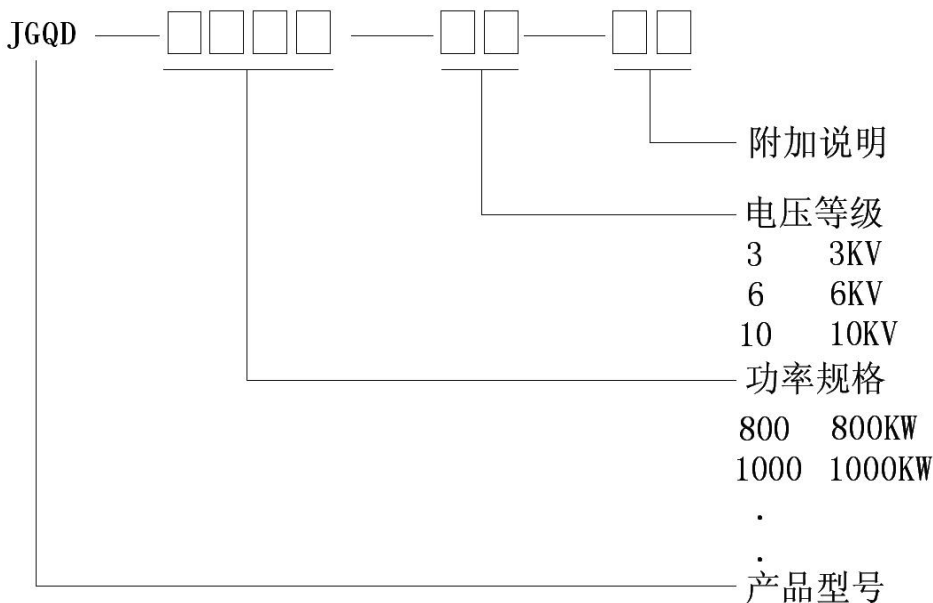 JGQD
附加说明
电压等级
3 3KV
6 6KV
10 10KV
功率规格
800 800KW
1000 1000KW
.
.
产品型号